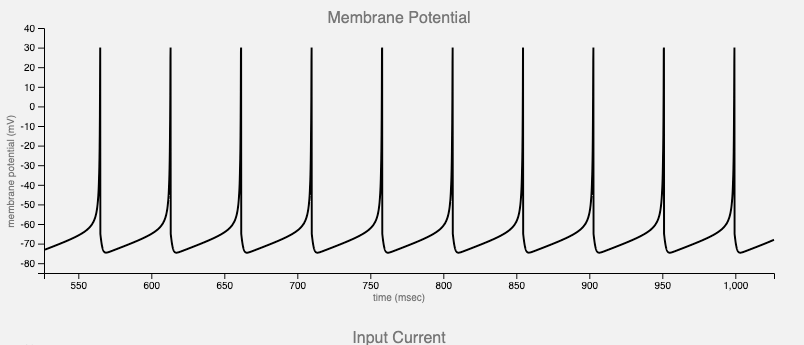 Membrane Potential
40
30
20
10
0
-10
-20
-30
-40
-50
-60
-70
-80
membrane potential (mV)
550 600 650 700 750 800 850 900 950 1,000
time (msec)
Input Current